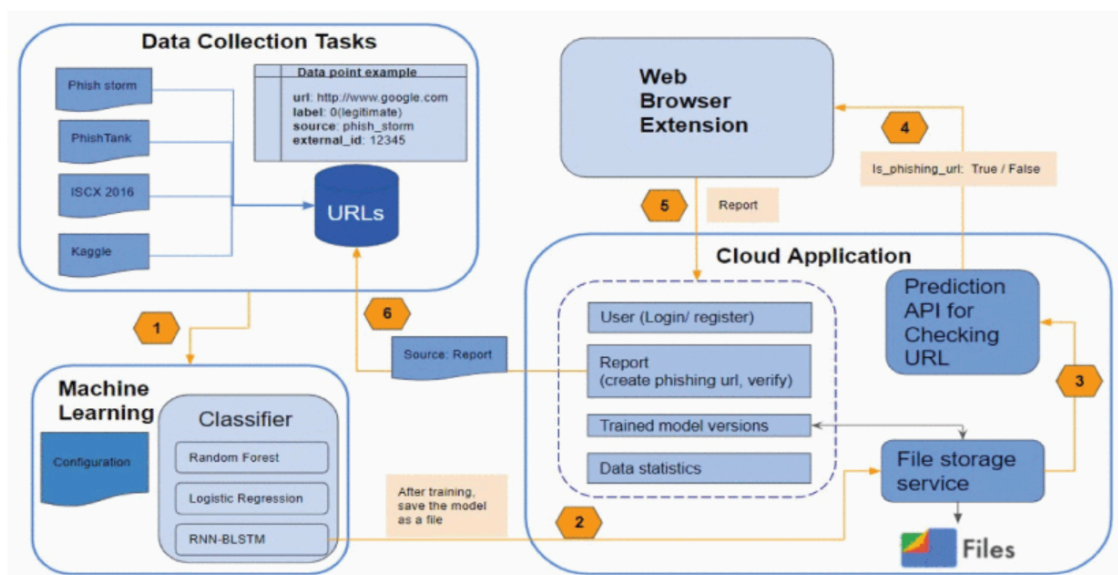 Data Collection Tasks
Phish storm
PhishTank
ISCX 2016
Kaggle
Data point example
url: http://www.google.com
label: 0(legitimate)
source: phish_storm
external_id: 12345
URLs
Web
Browser
Extension
4
Is_phishing_url: True / False
5
Report
1
6
Source: Report
Machine
Learning
Configuration
Classifier
Random Forest
Logistic Regression
RNN-BLSTM
After training,
save the model
as a file
2
Cloud Application
User (Login/ register)
Report
(create phishing url, verify)
Trained model versions
Data statistics
Prediction
API for
Checking
URL
3
File storage
service
Files